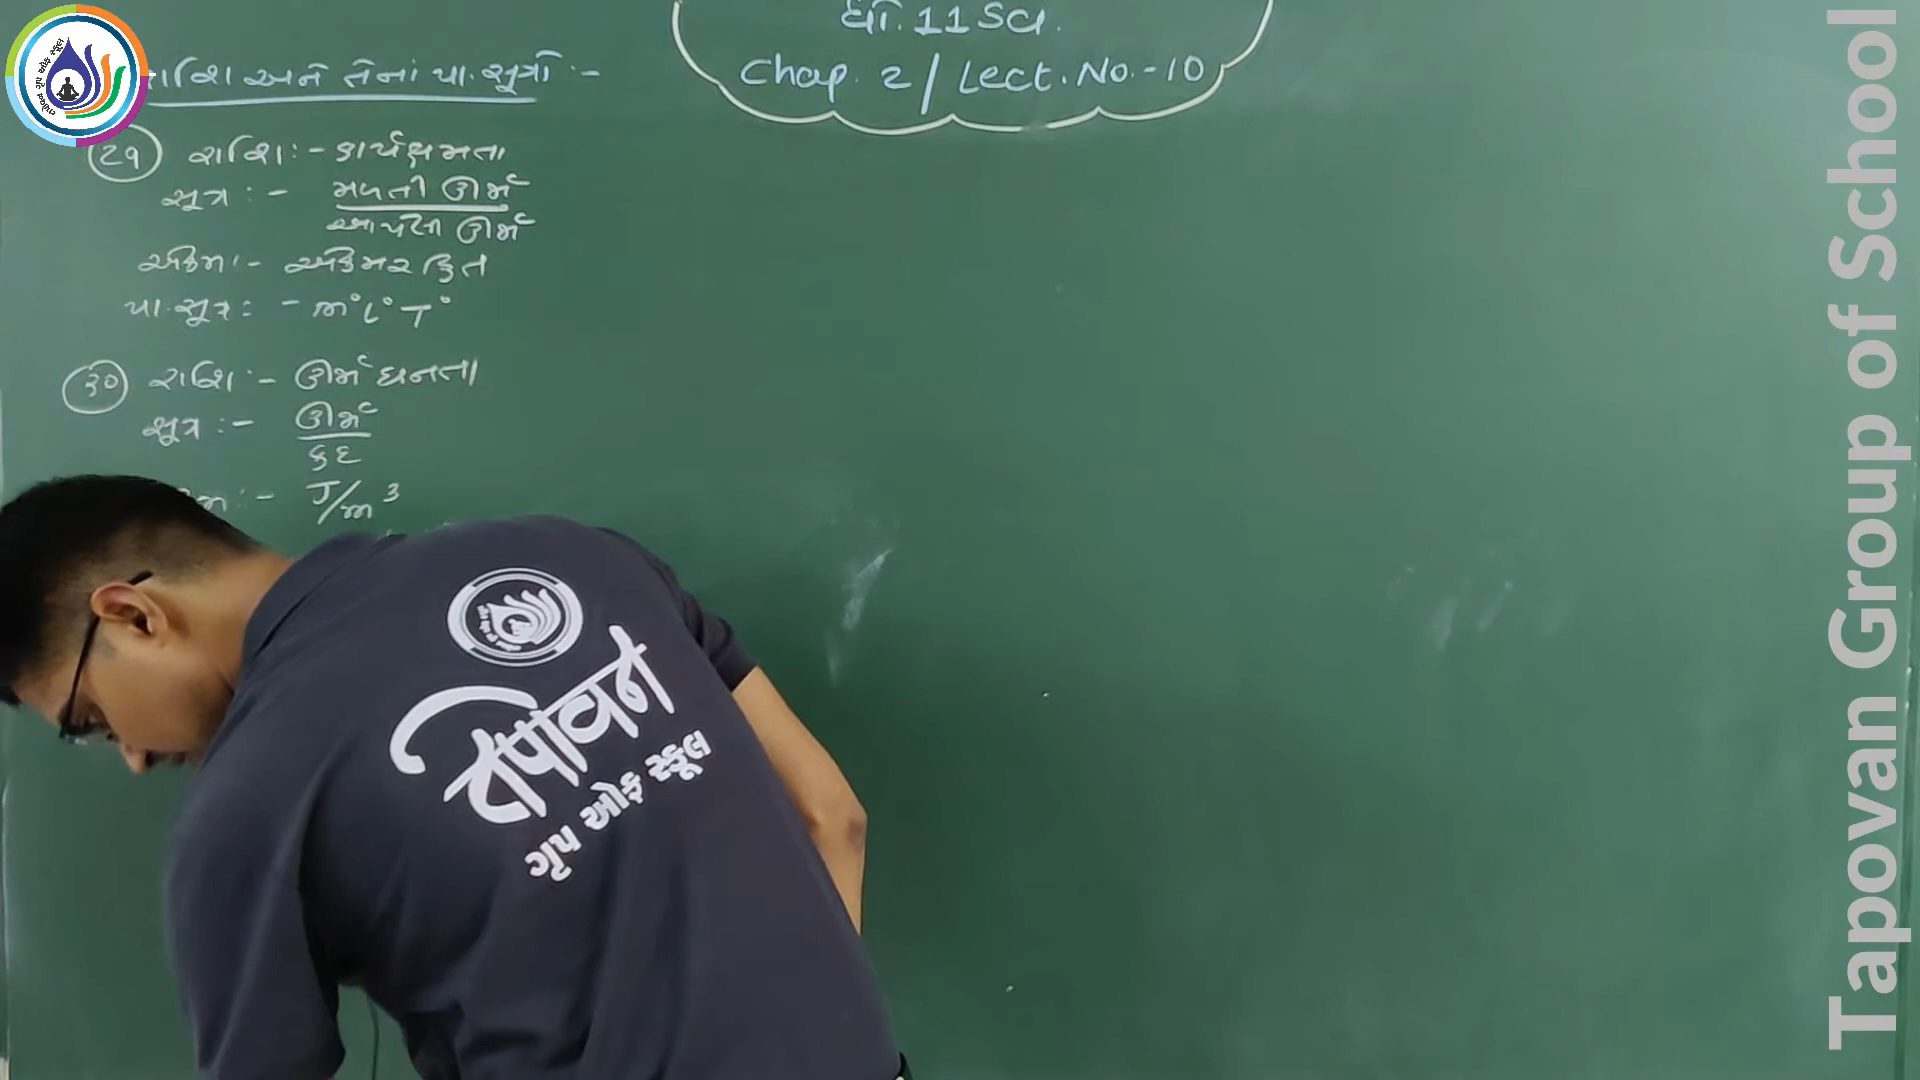 ધો. 11 Sci.
Chap. 2 / Lect. No.-10
રાશિ અને તેનાં પા. સૂત્રો :-
29 રાશિ :- કાર્યક્ષમતા
સૂત્ર :- મળતી ઊર્જા
આપેલી ઊર્જા
એકમ :- એકમરહિત
પા. સૂત્ર :- M°L°T°
30 રાશિ :- ઊર્જા ઘનતા
સૂત્ર :- ઊર્જા
કદ
મ :- J/m³
તપોવન
ગૃપ ઓફ સ્કૂલ
Tapovan Group of School